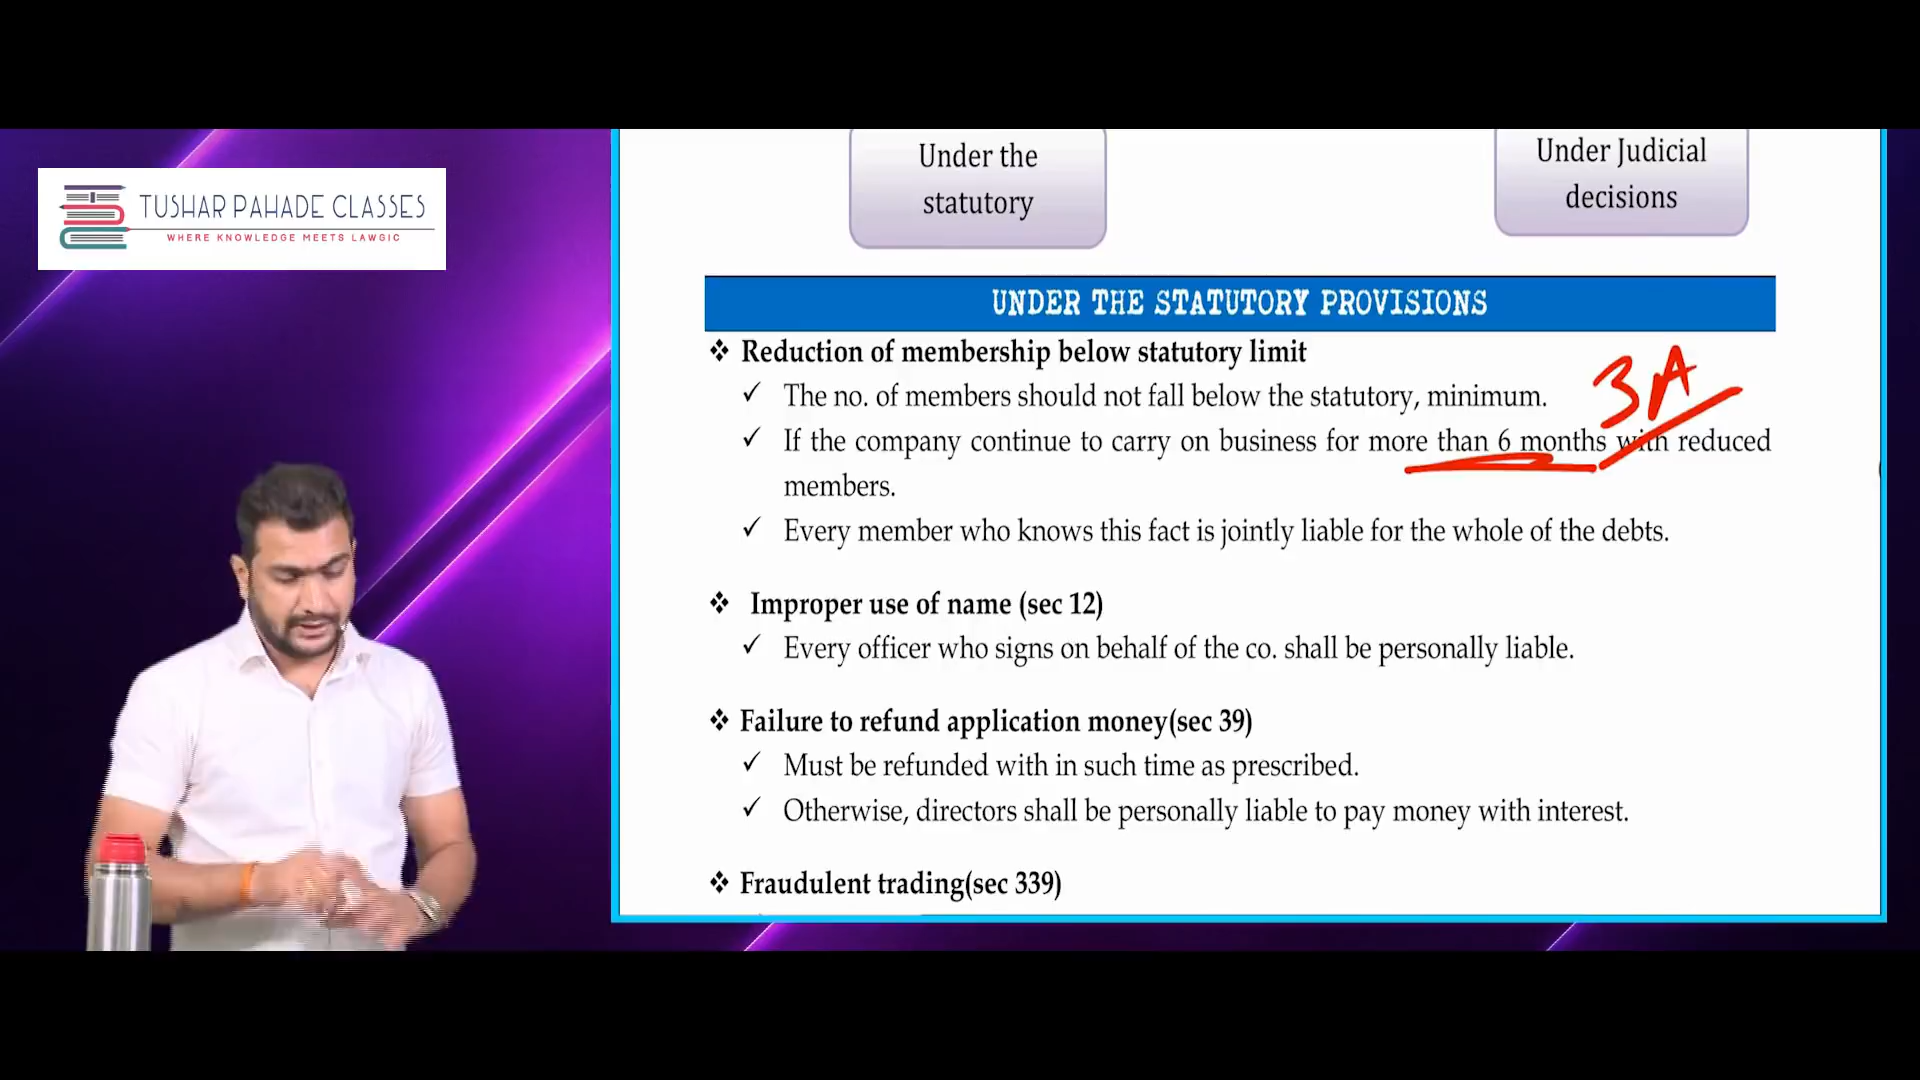 TUSHAR PAHADE CLASSES
WHERE KNOWLEDGE MEETS LAWGIC
Under the
statutory
Under Judicial
decisions
UNDER THE STATUTORY PROVISIONS
❖ Reduction of membership below statutory limit
3A
✓ The no. of members should not fall below the statutory, minimum.
✓ If the company continue to carry on business for more than 6 months with reduced
members.
✓ Every member who knows this fact is jointly liable for the whole of the debts.
❖ Improper use of name (sec 12)
✓ Every officer who signs on behalf of the co. shall be personally liable.
❖ Failure to refund application money(sec 39)
✓ Must be refunded with in such time as prescribed.
✓ Otherwise, directors shall be personally liable to pay money with interest.
❖ Fraudulent trading(sec 339)